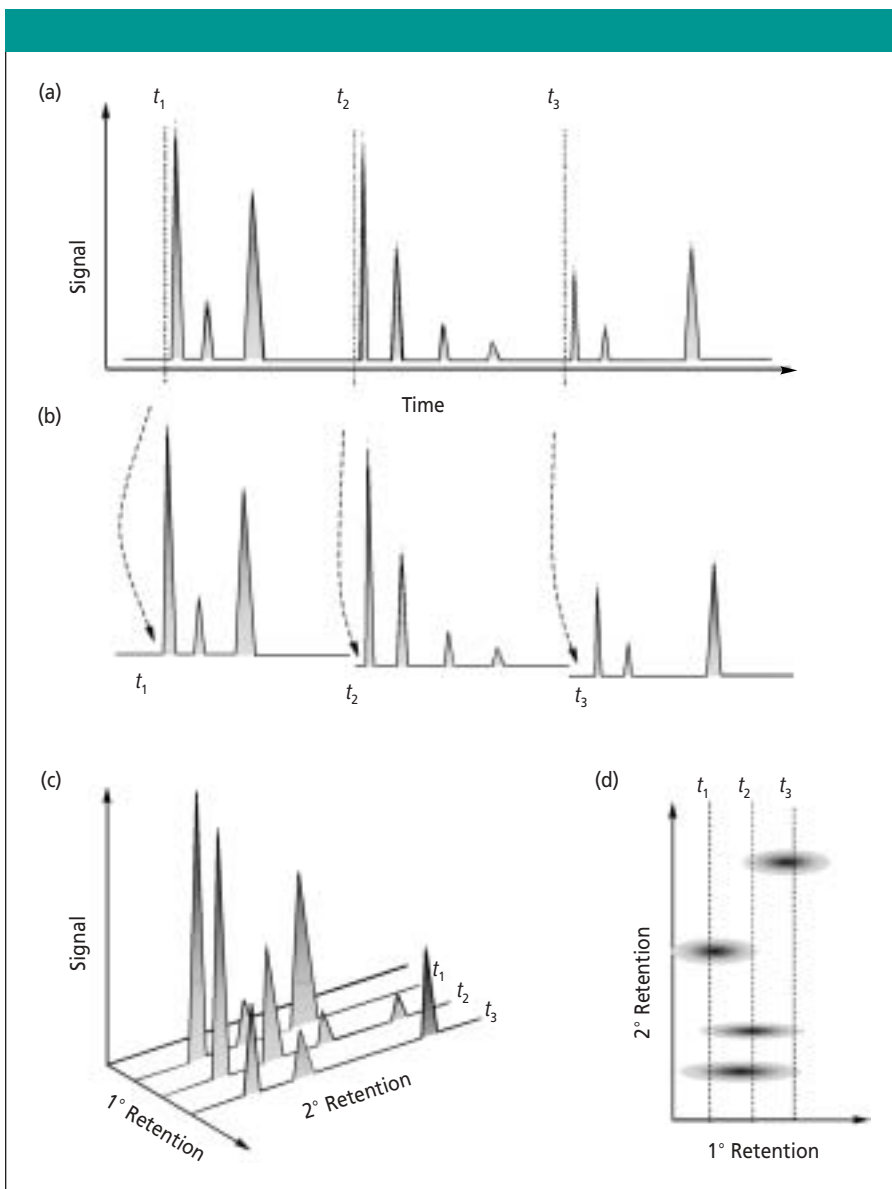 (a)
t1 t2 t3
Signal
Time
(b)
t1
t2
t3
(c)
Signal
t1
t2
t3
2° Retention
1° Retention
(d)
t1 t2 t3
2° Retention
1° Retention